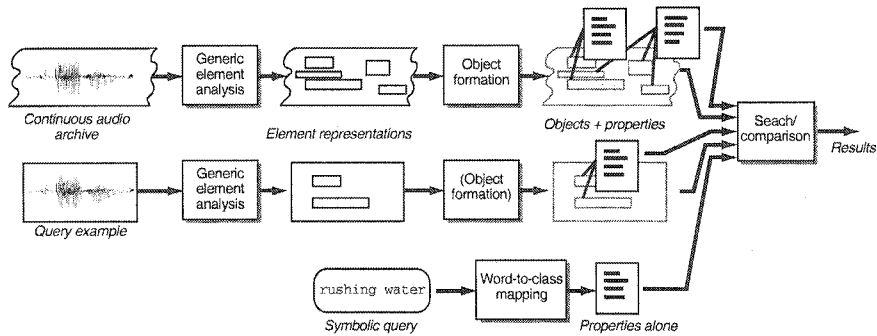 Generic
element
analysis
Object
formation
Continuous audio
archive
Element representations
Objects + properties
Seach/
comparison
Results
Generic
element
analysis
(Object
formation)
Query example
rushing water
Word-to-class
mapping
Symbolic query
Properties alone